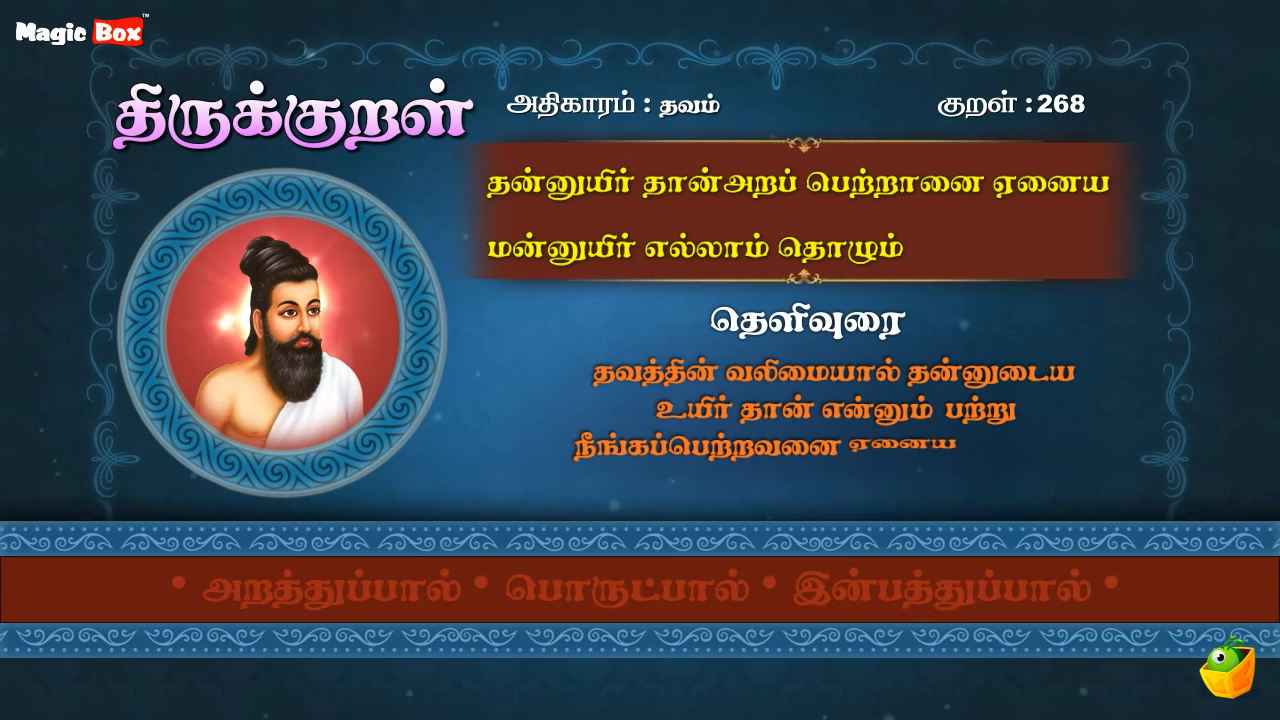 Magic Box™
திருக்குறள்
அதிகாரம் : தவம்
குறள் : 268
தன்னுயிர் தான்அறப் பெற்றானை ஏனைய
மன்னுயிர் எல்லாம் தொழும்
தெளிவுரை
தவத்தின் வலிமையால் தன்னுடைய
உயிர் தான் என்னும் பற்று
நீங்கப்பெற்றவனை ஏனைய
• அறத்துப்பால் • பொருட்பால் • இன்பத்துப்பால் •